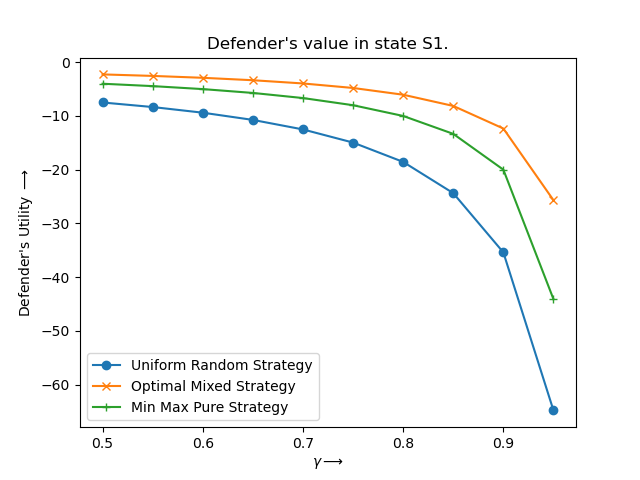 Defender's value in state S1.
Defender's Utility ⟶
0
−10
−20
−30
−40
−50
−60
Uniform Random Strategy
Optimal Mixed Strategy
Min Max Pure Strategy
0.5 0.6 0.7 0.8 0.9
γ⟶